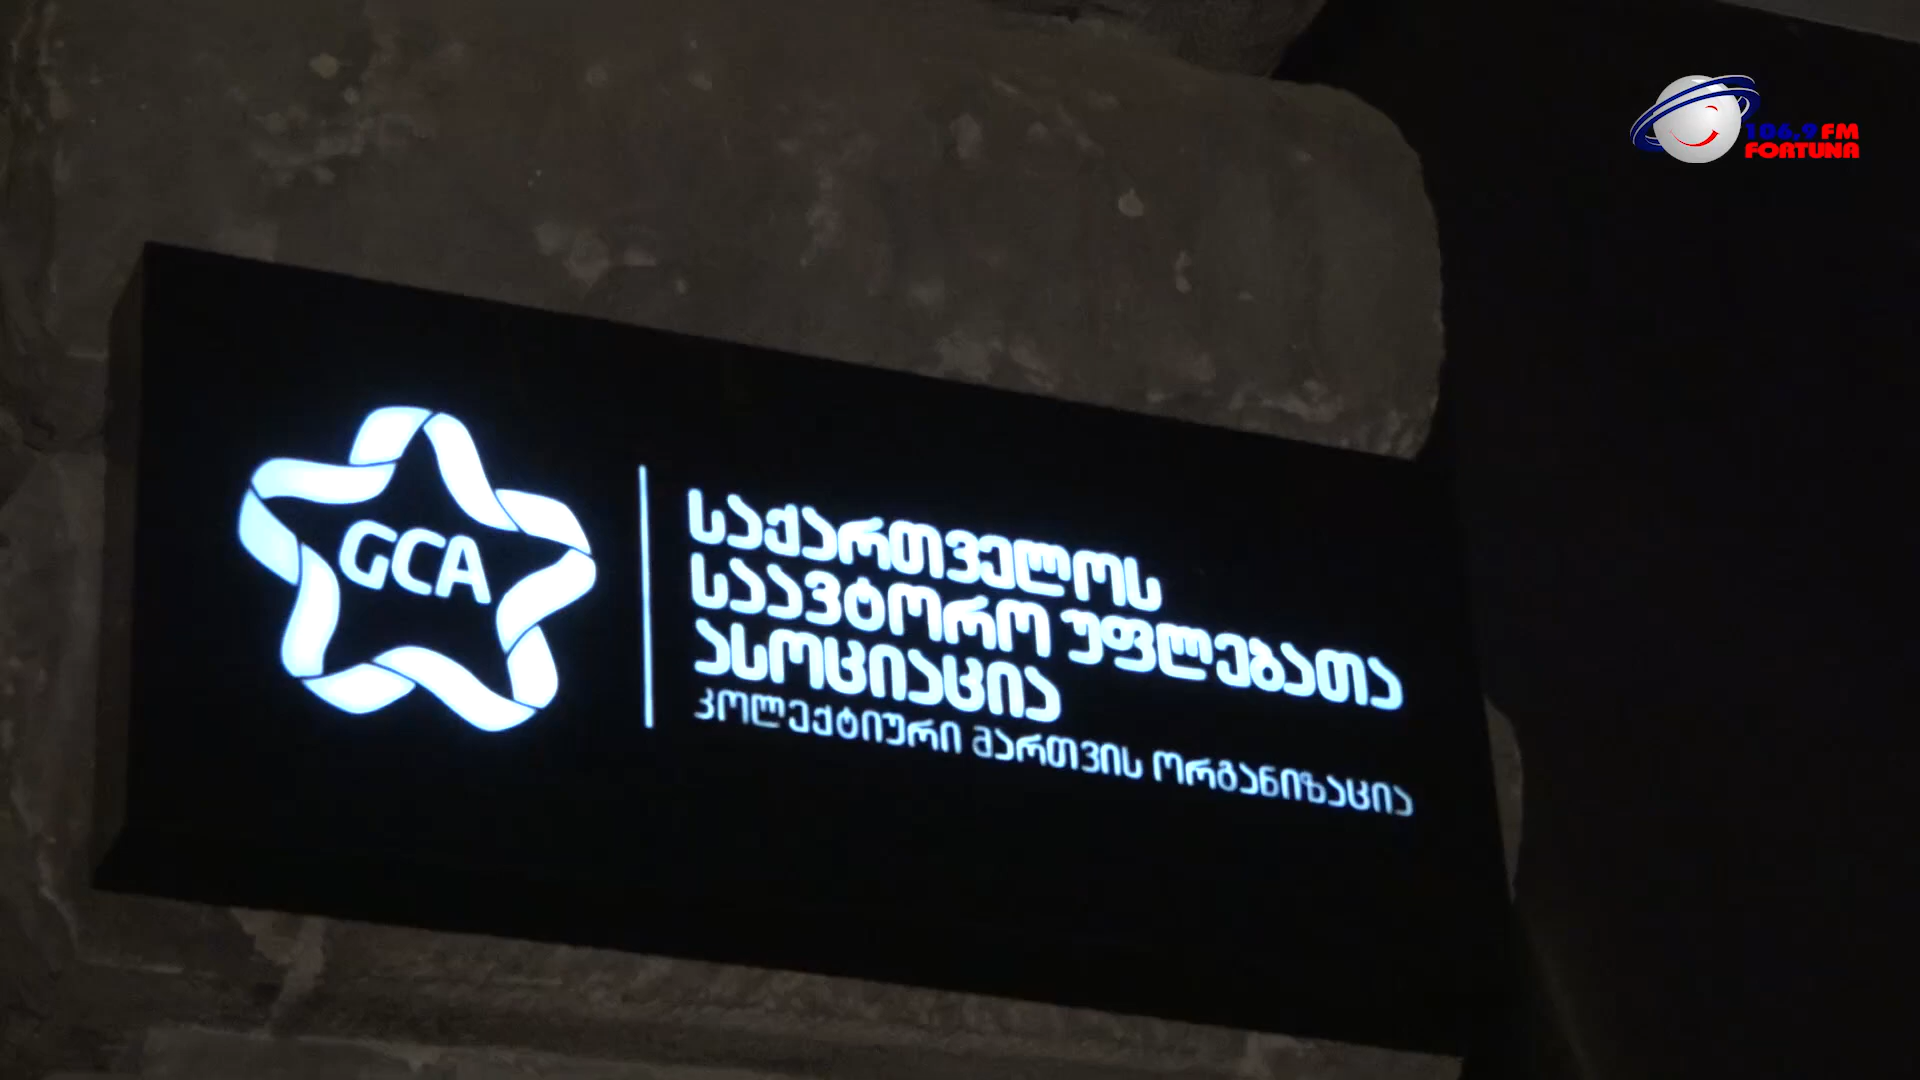 106,9 FM
FORTUNA
GCA
საქართველოს
საავტორო უფლებათა
ასოციაცია
კოლექტიური მართვის ორგანიზაცია